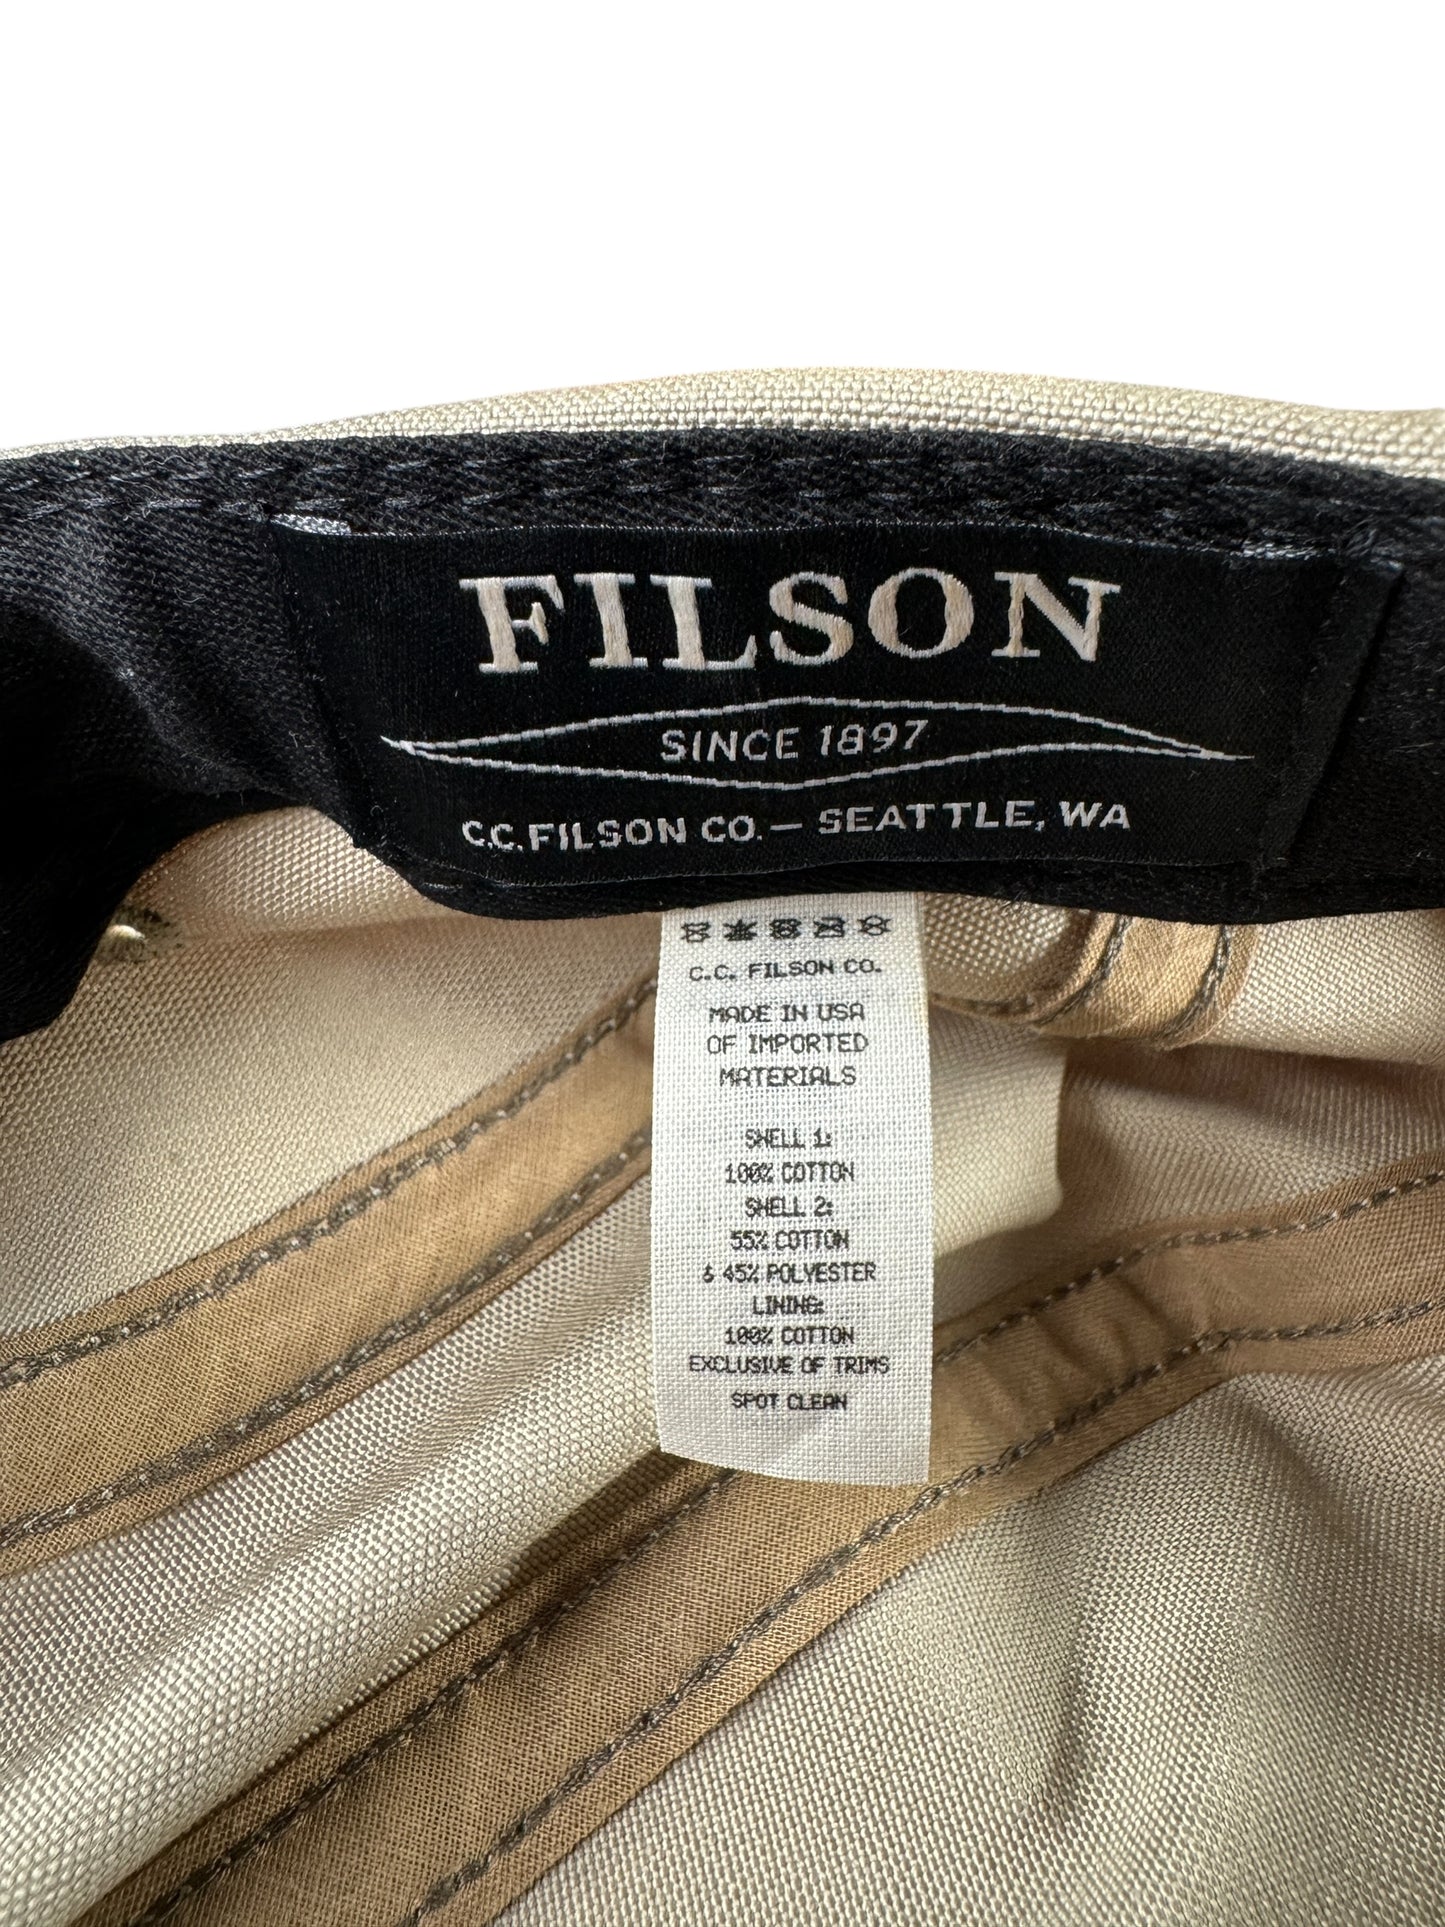 FILSON
SINCE 1897
C.C. FILSON CO. — SEATTLE, WA
C.C. FILSON CO.
MADE IN USA
OF IMPORTED
MATERIALS
SHELL 1:
100% COTTON
SHELL 2:
55% COTTON
& 45% POLYESTER
LINING:
100% COTTON
EXCLUSIVE OF TRIMS
SPOT CLEAN